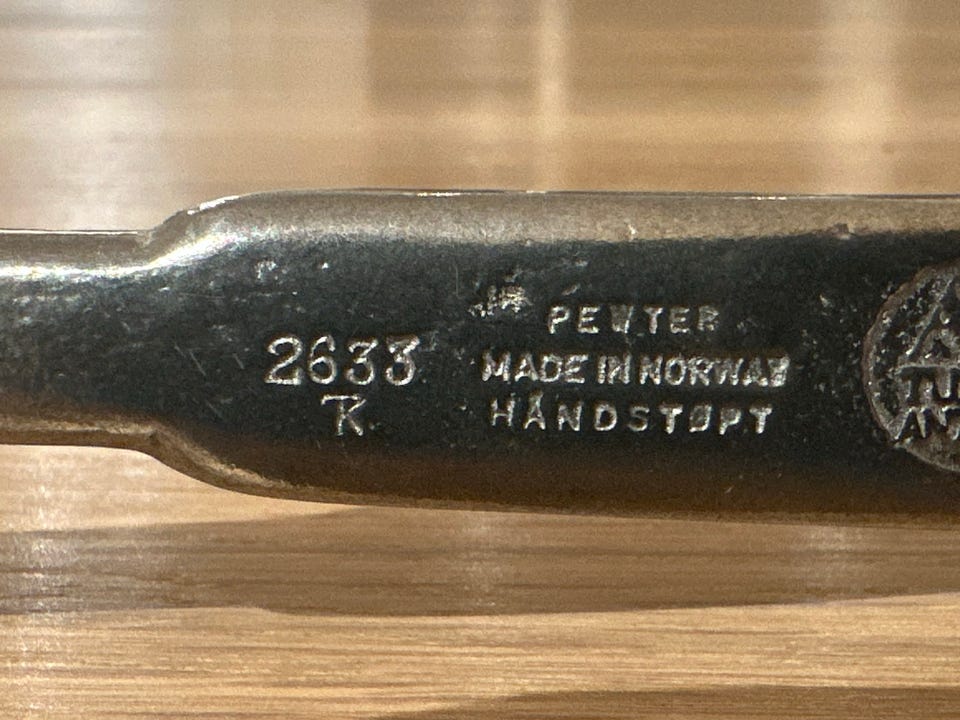 2633
K
PEWTER
MADE IN NORWAY
HÅNDSTØPT